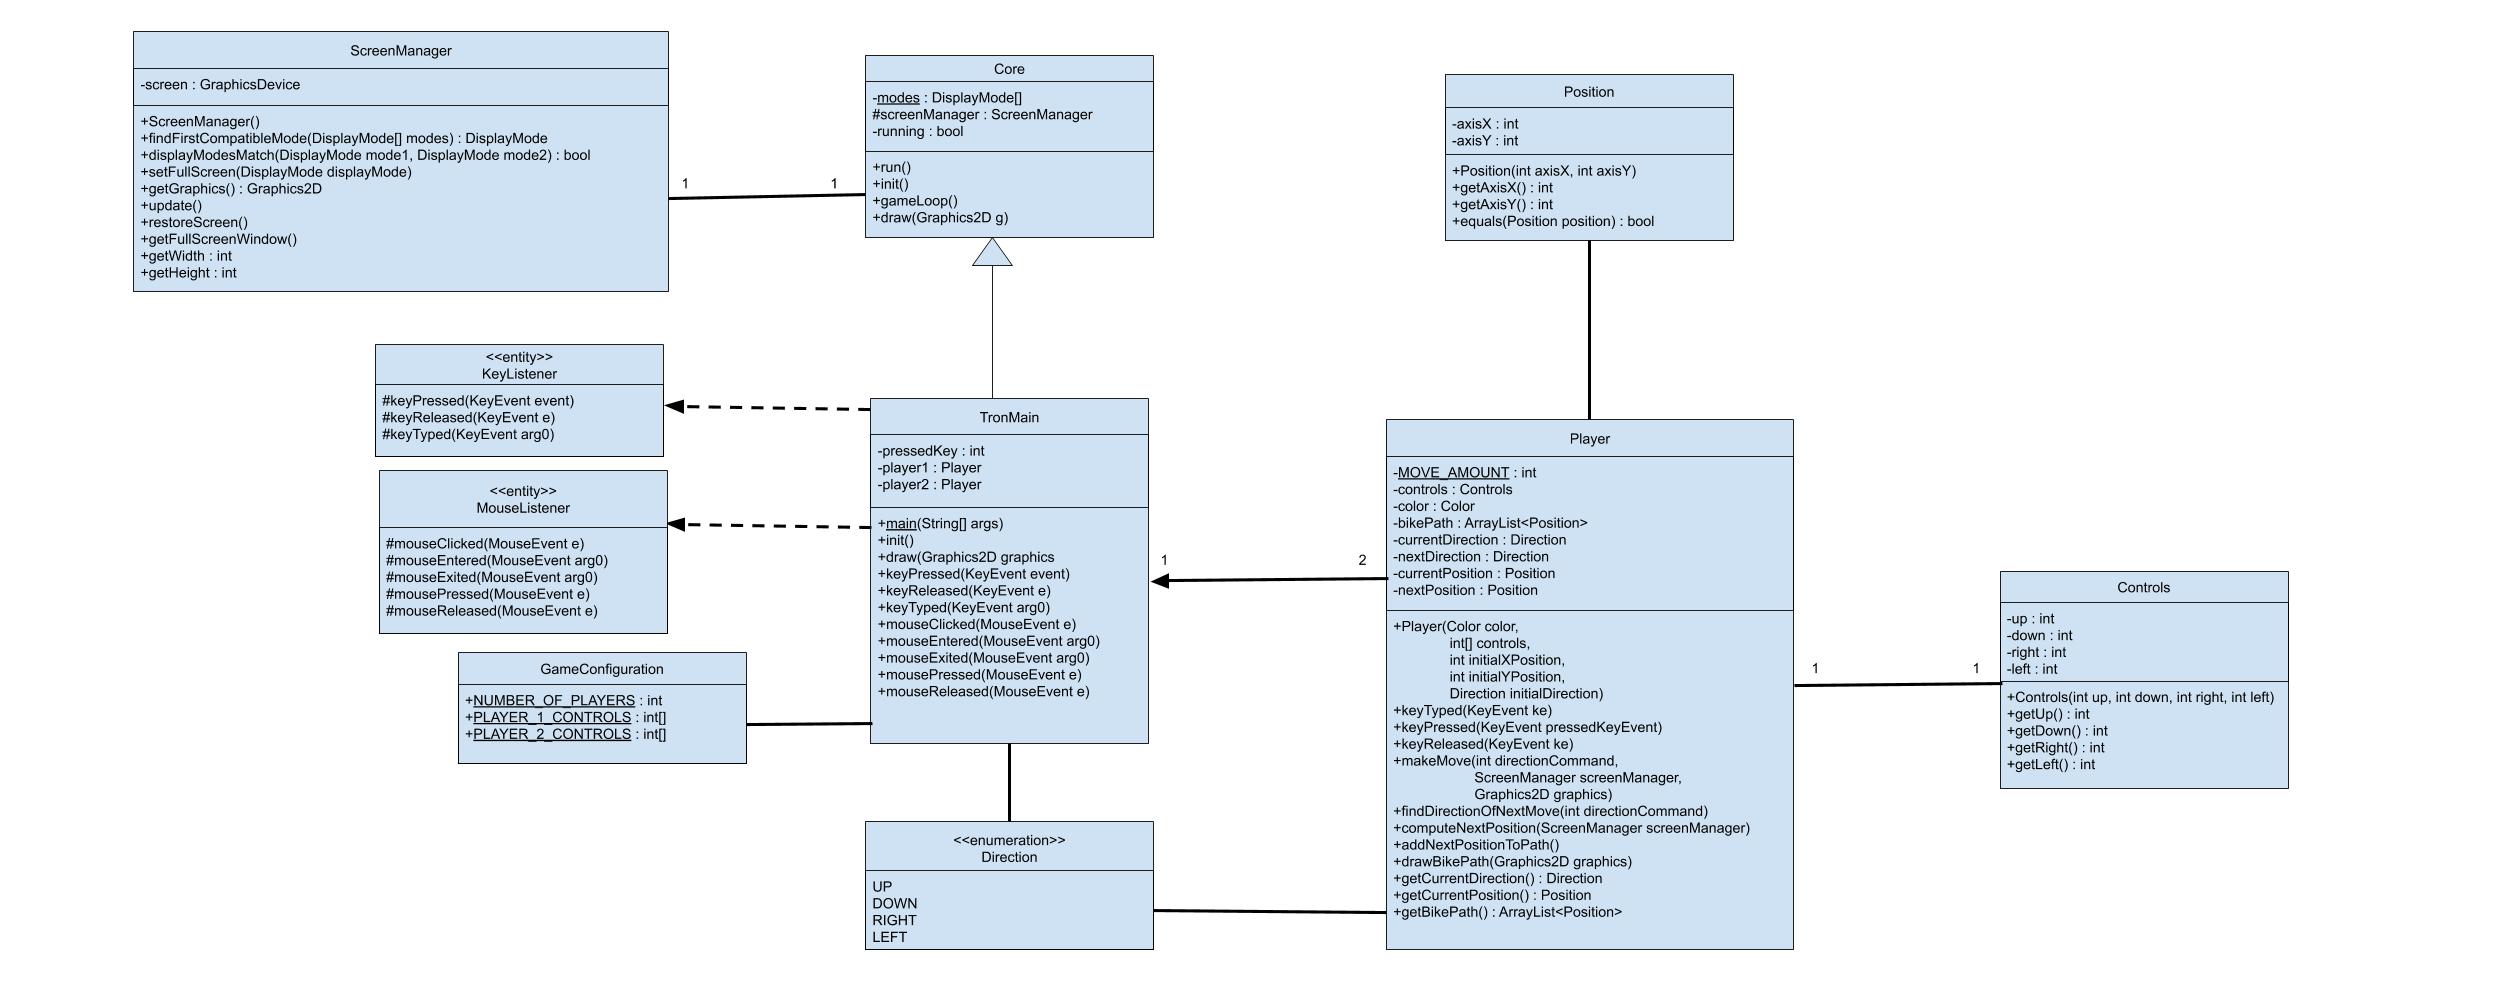 ScreenManager
-screen : GraphicsDevice
+ScreenManager()
+findFirstCompatibleMode(DisplayMode[] modes) : DisplayMode
+displayModesMatch(DisplayMode mode1, DisplayMode mode2) : bool
+setFullScreen(DisplayMode displayMode)
+getGraphics() : Graphics2D
+update()
+restoreScreen()
+getFullScreenWindow()
+getWidth : int
+getHeight : int
1
1
Core
-modes : DisplayMode[]
#screenManager : ScreenManager
-running : bool
+run()
+init()
+gameLoop()
+draw(Graphics2D g)
Position
-axisX : int
-axisY : int
+Position(int axisX, int axisY)
+getAxisX() : int
+getAxisY() : int
+equals(Position position) : bool
<<entity>>
KeyListener
#keyPressed(KeyEvent event)
#keyReleased(KeyEvent e)
#keyTyped(KeyEvent arg0)
<<entity>>
MouseListener
#mouseClicked(MouseEvent e)
#mouseEntered(MouseEvent arg0)
#mouseExited(MouseEvent arg0)
#mousePressed(MouseEvent e)
#mouseReleased(MouseEvent e)
GameConfiguration
+NUMBER_OF_PLAYERS : int
+PLAYER_1_CONTROLS : int[]
+PLAYER_2_CONTROLS : int[]
TronMain
-pressedKey : int
-player1 : Player
-player2 : Player
+main(String[] args)
+init()
+draw(Graphics2D graphics
+keyPressed(KeyEvent event)
+keyReleased(KeyEvent e)
+keyTyped(KeyEvent arg0)
+mouseClicked(MouseEvent e)
+mouseEntered(MouseEvent arg0)
+mouseExited(MouseEvent arg0)
+mousePressed(MouseEvent e)
+mouseReleased(MouseEvent e)
1
2
<<enumeration>>
Direction
UP
DOWN
RIGHT
LEFT
Player
-MOVE_AMOUNT : int
-controls : Controls
-color : Color
-bikePath : ArrayList<Position>
-currentDirection : Direction
-nextDirection : Direction
-currentPosition : Position
-nextPosition : Position
+Player(Color color,
int[] controls,
int initialXPosition,
int initialYPosition,
Direction initialDirection)
+keyTyped(KeyEvent ke)
+keyPressed(KeyEvent pressedKeyEvent)
+keyReleased(KeyEvent ke)
+makeMove(int directionCommand,
ScreenManager screenManager,
Graphics2D graphics)
+findDirectionOfNextMove(int directionCommand)
+computeNextPosition(ScreenManager screenManager)
+addNextPositionToPath()
+drawBikePath(Graphics2D graphics)
+getCurrentDirection() : Direction
+getCurrentPosition() : Position
+getBikePath() : ArrayList<Position>
1
1
Controls
-up : int
-down : int
-right : int
-left : int
+Controls(int up, int down, int right, int left)
+getUp() : int
+getDown() : int
+getRight() : int
+getLeft() : int